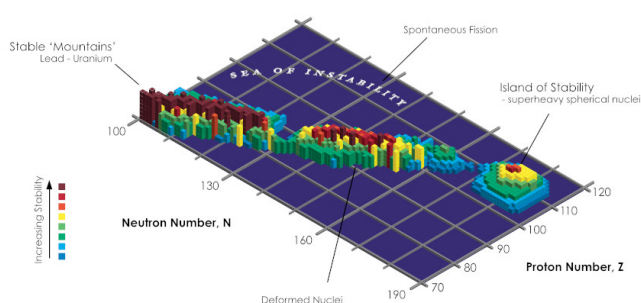 Spontaneous Fission
Stable 'Mountains'
Lead - Uranium
SEA OF INSTABILITY
Island of Stability
- superheavy spherical nuclei
100
130
160
190
120
110
100
90
80
70
Increasing Stability
Neutron Number, N
Proton Number, Z
Deformed Nuclei